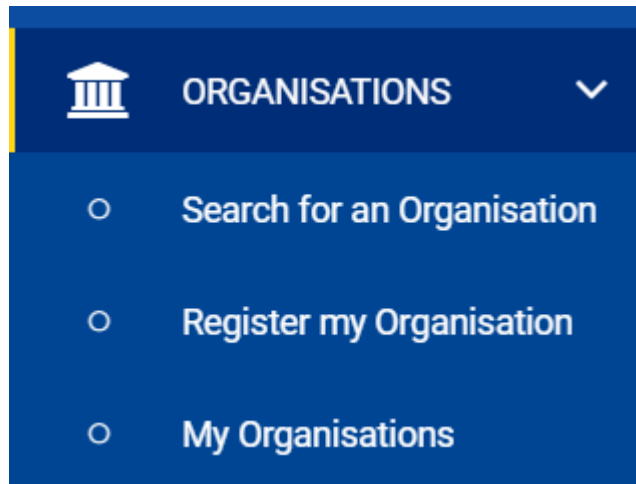 ORGANISATIONS
Search for an Organisation
Register my Organisation
My Organisations